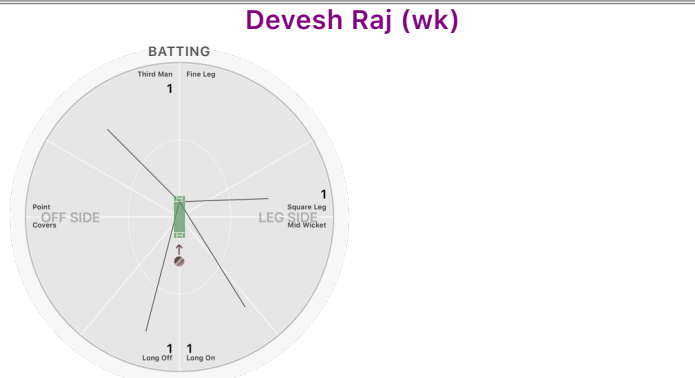 Devesh Raj (wk)
BATTING
Third Man Fine Leg
1
1
Point Square Leg
OFF SIDE LEG SIDE
Covers Mid Wicket
1 1
Long Off Long On